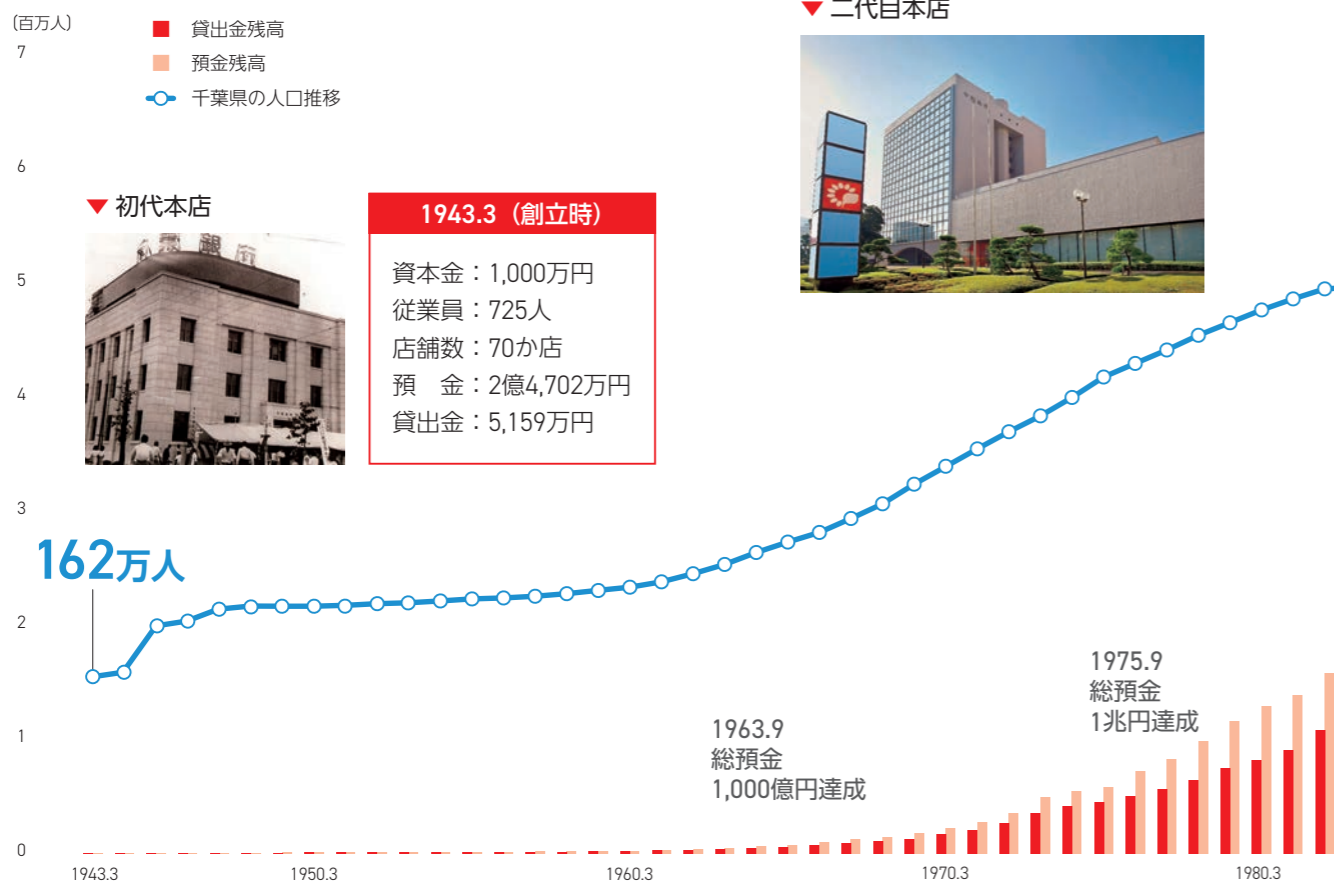 (百万人)
貸出金残高
預金残高
千葉県の人口推移
7
6
5
4
3
2
1
0
▼ 初代本店
銀
1943.3（創立時）
資本金：1,000万円
従業員：725人
店舗数：70か店
預　金：2億4,702万円
貸出金：5,159万円
▼ 二代目本店
162万人
1963.9
総預金
1,000億円達成
1975.9
総預金
1兆円達成
1943.3
1950.3
1960.3
1970.3
1980.3